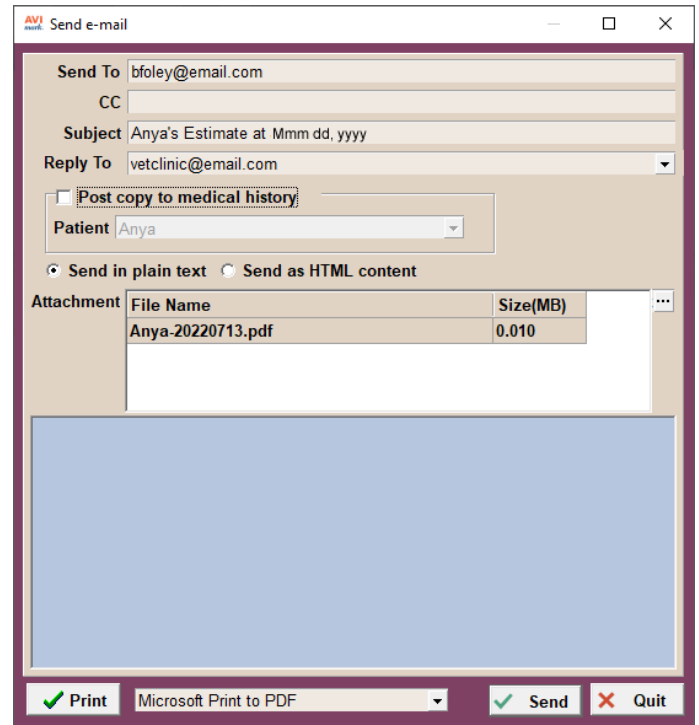 AVI mark Send e-mail
Send To bfoley@email.com
CC
Subject Anya's Estimate at Mmm dd, yyyy
Reply To vetclinic@email.com
Post copy to medical history
Patient Anya
Send in plain text Send as HTML content
Attachment File Name Size(MB) ...
Anya-20220713.pdf 0.010
Print Microsoft Print to PDF Send Quit